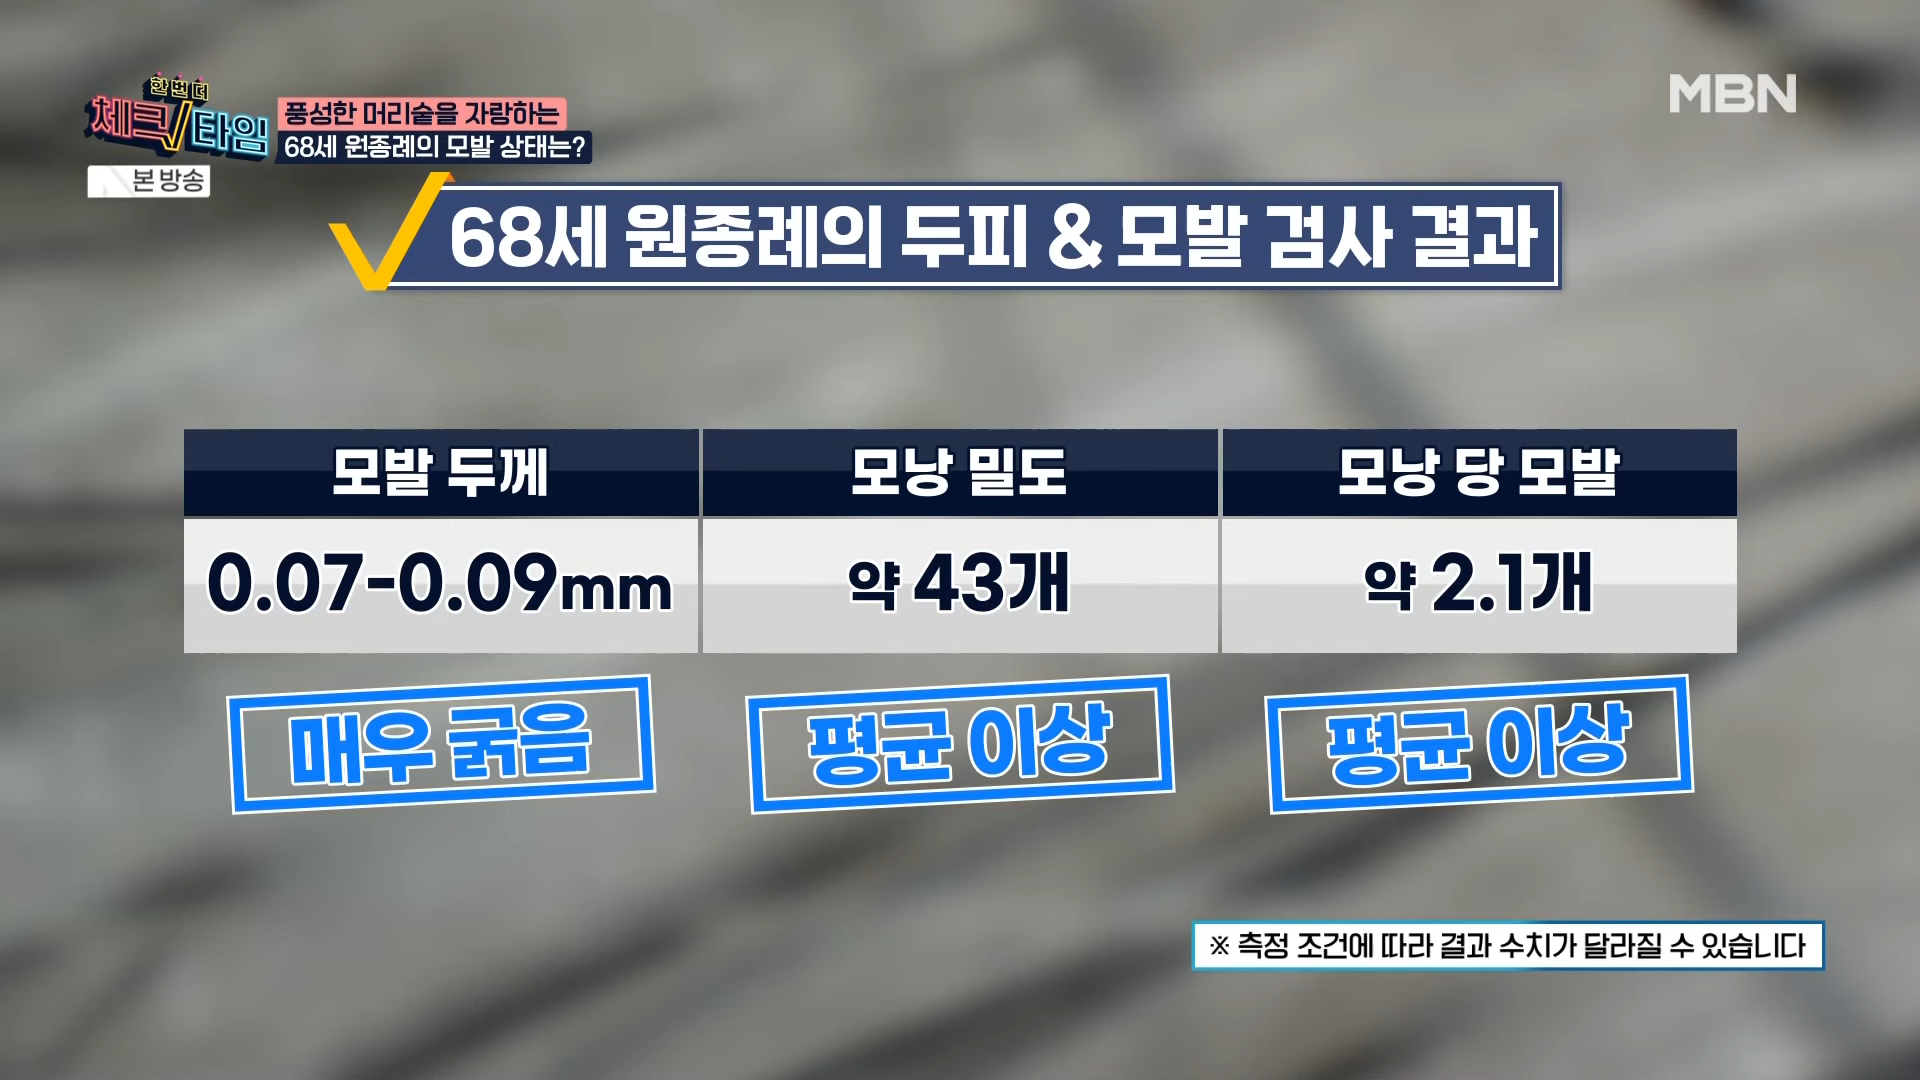 한 번 더
체크타임
풍성한 머리숱을 자랑하는
68세 원종례의 모발 상태는?
본 방송
MBN
68세 원종례의 두피 & 모발 검사 결과
모발 두께
모낭 밀도
모낭 당 모발
0.07-0.09mm
약 43개
약 2.1개
매우 굵음
평균 이상
평균 이상
※ 측정 조건에 따라 결과 수치가 달라질 수 있습니다